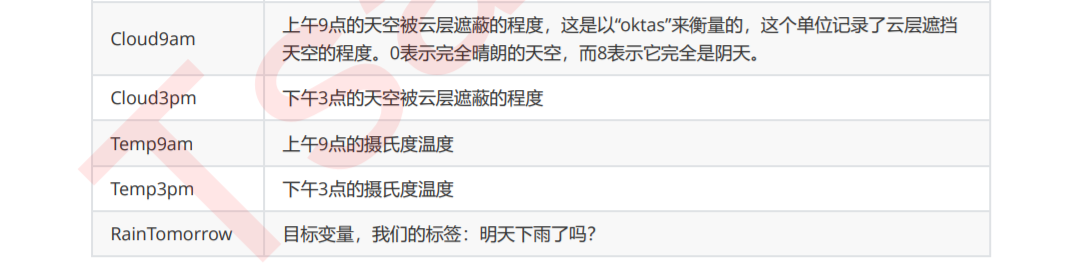 Cloud9am
上午9点的天空被云层遮蔽的程度，这是以“oktas”来衡量的，这个单位记录了云层遮挡
天空的程度。0表示完全晴朗的天空，而8表示它完全是阴天。
Cloud3pm
下午3点的天空被云层遮蔽的程度
Temp9am
上午9点的摄氏度温度
Temp3pm
下午3点的摄氏度温度
RainTomorrow
目标变量，我们的标签：明天下雨了吗？